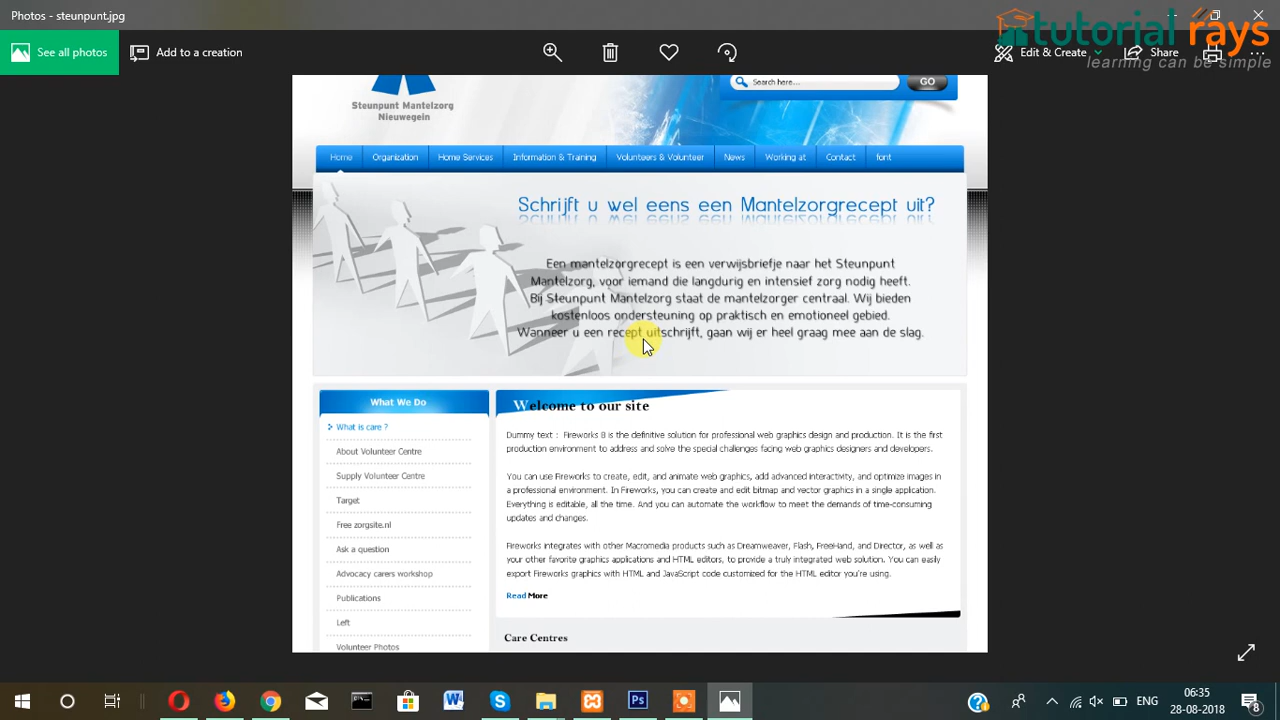 Photos - steunpunt.jpg
tutorial rays
learning can be simple
See all photos
Add to a creation
Edit & Create
Share
Search here...
GO
Steunpunt Mantelzorg
Nieuwegein
Home
Organization
Home Services
Information & Training
Volunteers & Volunteer
News
Working at
Contact
font
Schrijft u wel eens een Mantelzorgrecept uit?
Een mantelzorgrecept is een verwijsbriefje naar het Steunpunt
Mantelzorg, voor iemand die langdurig en intensief zorg nodig heeft.
Bij Steunpunt Mantelzorg staat de mantelzorger centraal. Wij bieden
kostenloos ondersteuning op praktisch en emotioneel gebied.
Wanneer u een recept uitschrijft, gaan wij er heel graag mee aan de slag.
What We Do
What is care ?
About Volunteer Centre
Supply Volunteer Centre
Target
Free zorgsite.nl
Ask a question
Advocacy carers workshop
Publications
Left
Volunteer Photos
Welcome to our site
Dummy text : Fireworks 8 is the definitive solution for professional web graphics design and production. It is the first
production environment to address and solve the special challenges facing web graphics designers and developers.
You can use Fireworks to create, edit, and animate web graphics, add advanced interactivity, and optimize images in
a professional environment. In Fireworks, you can create and edit bitmap and vector graphics in a single application.
Everything is editable, all the time. And you can automate the workflow to meet the demands of time-consuming
updates and changes.
Fireworks integrates with other Macromedia products such as Dreamweaver, Flash, FreeHand, and Director, as well as
your other favorite graphics applications and HTML editors, to provide a truly integrated web solution. You can easily
export Fireworks graphics with HTML and JavaScript code customized for the HTML editor you're using.
Read More
Care Centres
ENG
06:35
28-08-2018
8